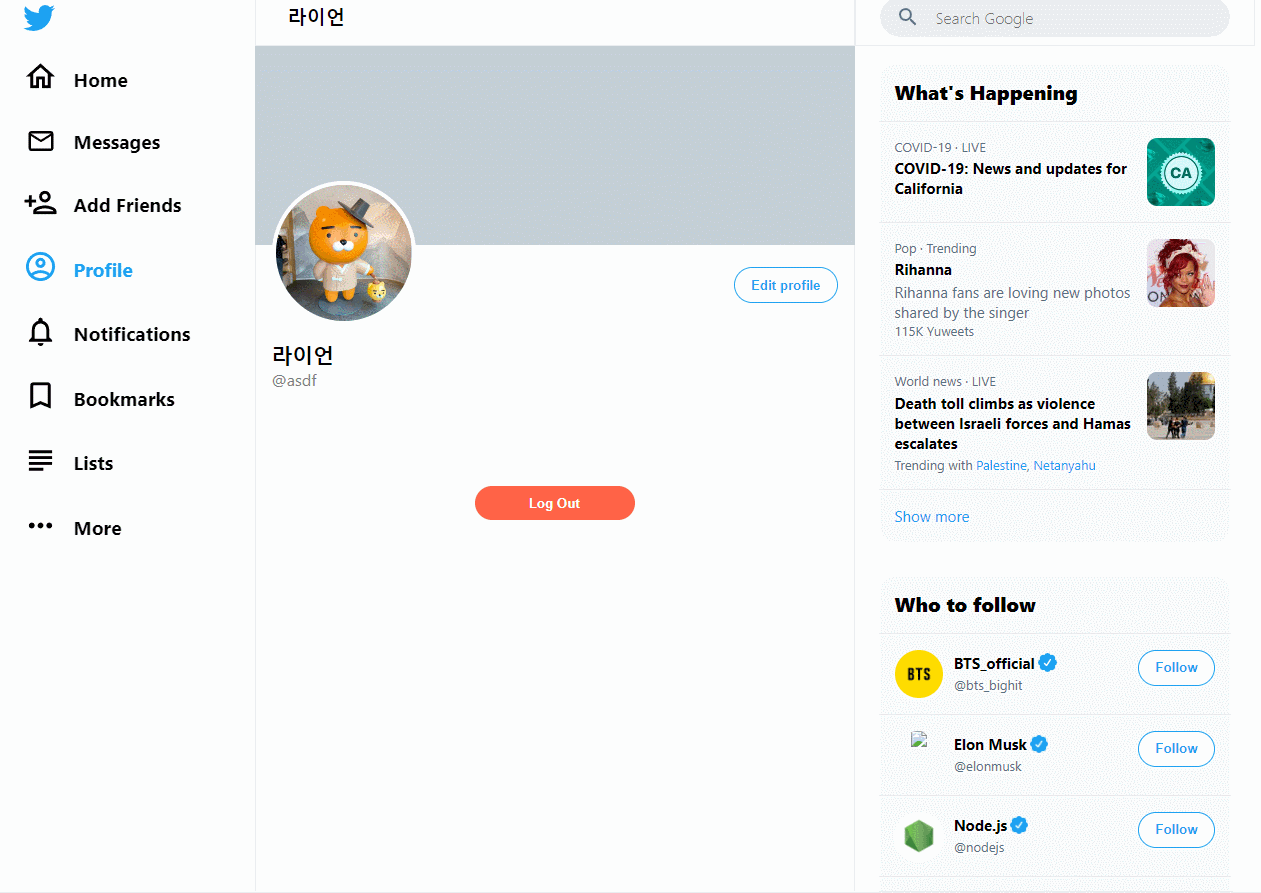 라이언
Search Google
Home
Messages
Add Friends
Profile
Notifications
Bookmarks
Lists
More
Edit profile
라이언
@asdf
Log Out
What's Happening
COVID-19 · LIVE
COVID-19: News and updates for
California
CA
Pop · Trending
Rihanna
Rihanna fans are loving new photos
shared by the singer
115K Yuweets
World news · LIVE
Death toll climbs as violence
between Israeli forces and Hamas
escalates
Trending with Palestine, Netanyahu
Show more
Who to follow
BTS
BTS_official
@bts_bighit
Follow
Elon Musk
@elonmusk
Follow
Node.js
@nodejs
Follow